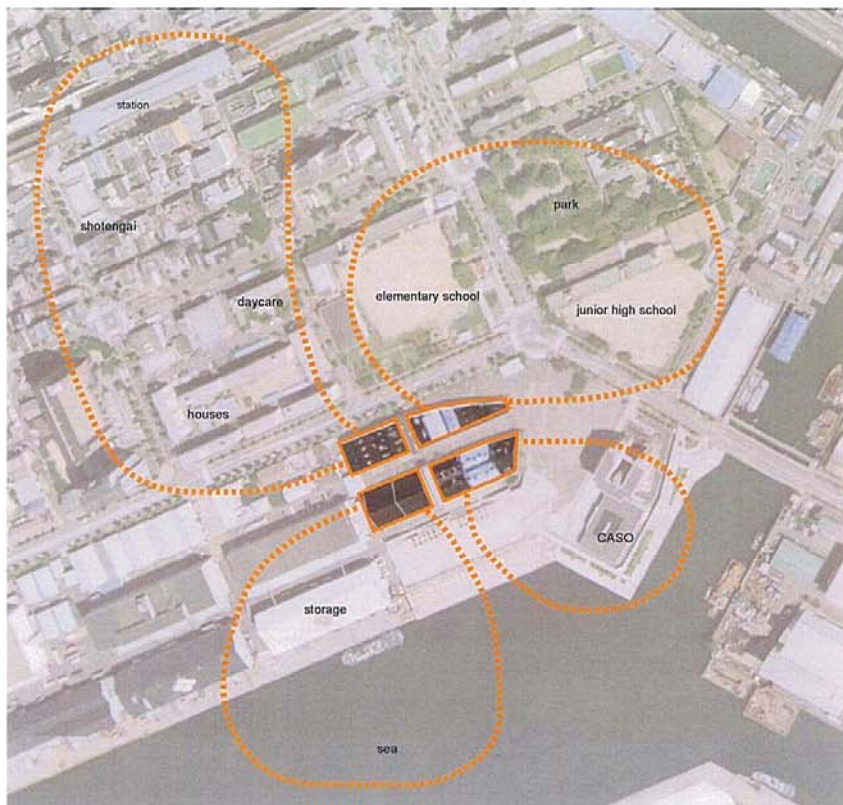 station
park
shotengai
elementary school
daycare
junior high school
houses
CASO
storage
sea